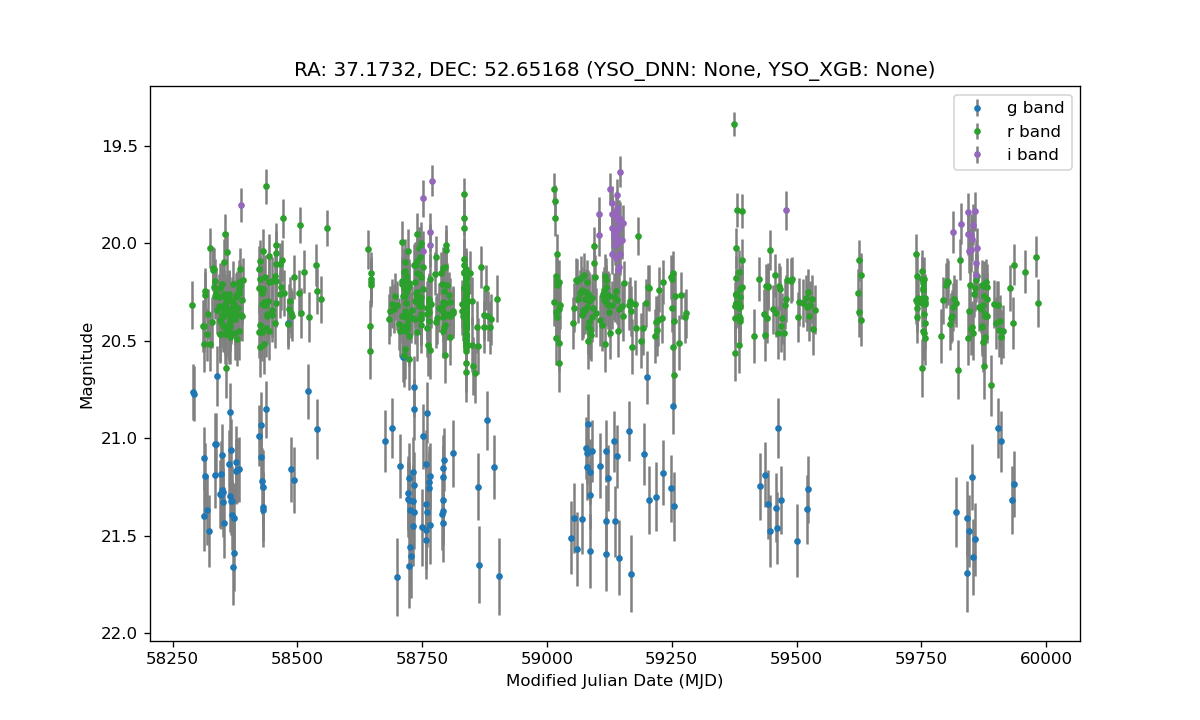 RA: 37.1732, DEC: 52.65168 (YSO_DNN: None, YSO_XGB: None)
g band
r band
i band
19.5
20.0
20.5
21.0
21.5
22.0
Magnitude
58250
58500
58750
59000
59250
59500
59750
60000
Modified Julian Date (MJD)